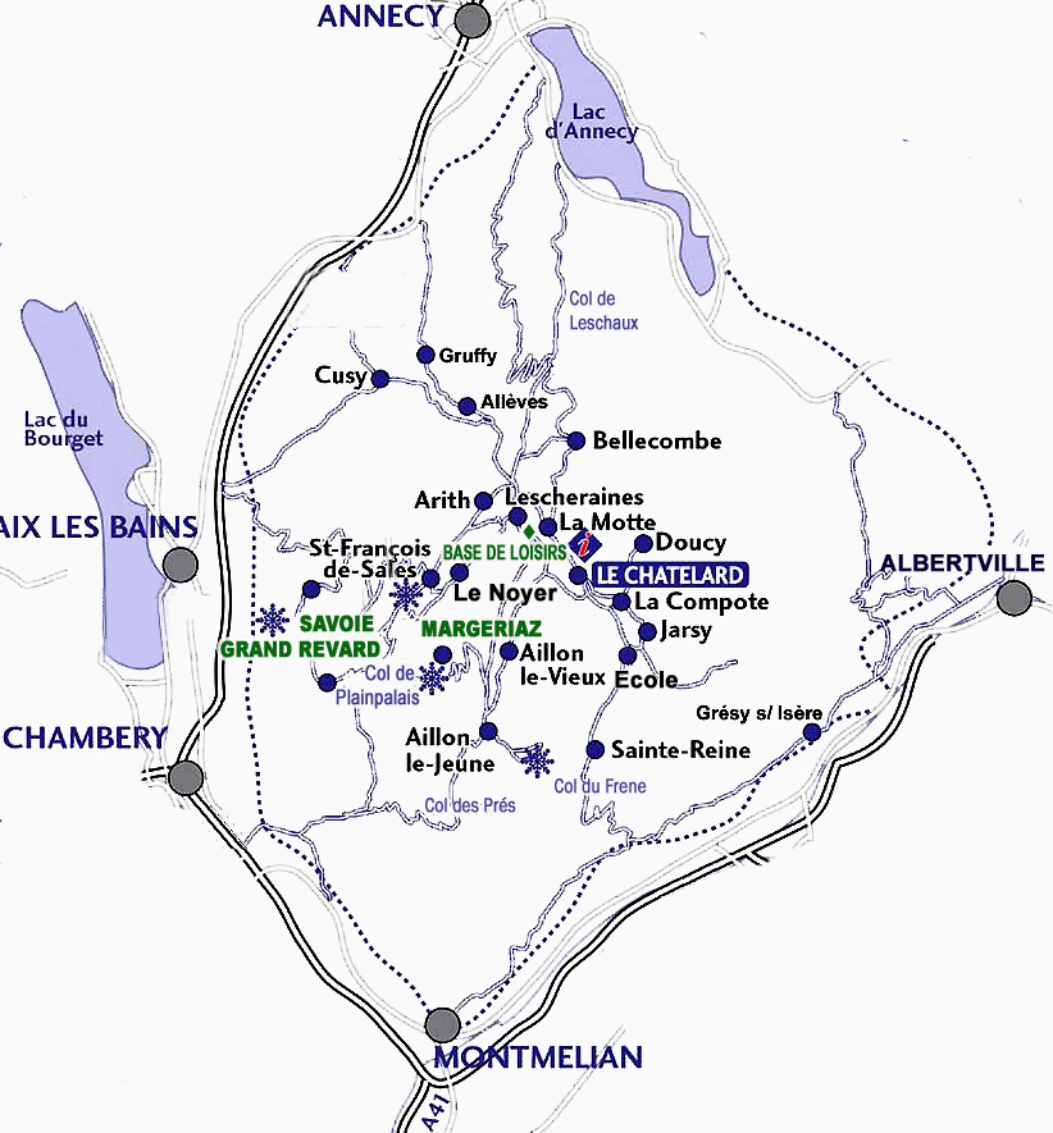 ANNECY
Lac
d'Annecy
Col de
Leschaux
Gruffy
Cusy
Allèves
Lac du
Bourget
Bellecombe
Arith
Lescheraines
La Motte
AIX LES BAINS
St-François
de-Sales
BASE DE LOISIRS
i
Doucy
ALBERTVILLE
LE CHATELARD
Le Noyer
La Compote
SAVOIE
GRAND REVARD
MARGERIAZ
Jarsy
Col de
Plainpalais
Aillon
le-Vieux
Ecole
Grésy s/ Isère
CHAMBERY
Aillon
le-Jeune
Sainte-Reine
Col du Frene
Col des Prés
MONTMELIAN
A41